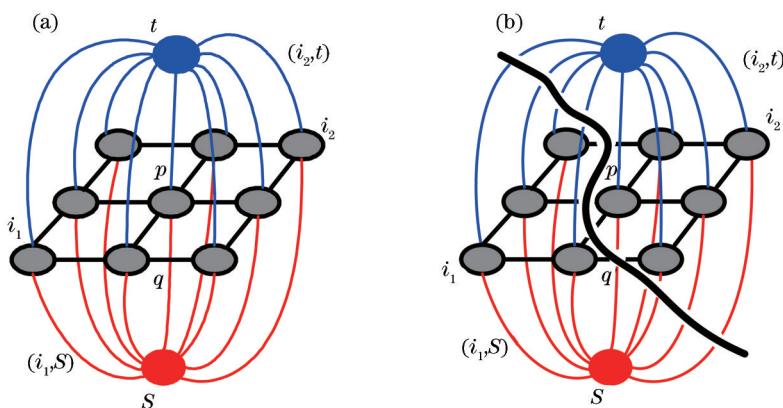 (a)
t
(i₂,t)
i₂
p
i₁
q
(i₁,S)
S
(b)
t
(i₂,t)
i₂
p
i₁
q
(i₁,S)
S